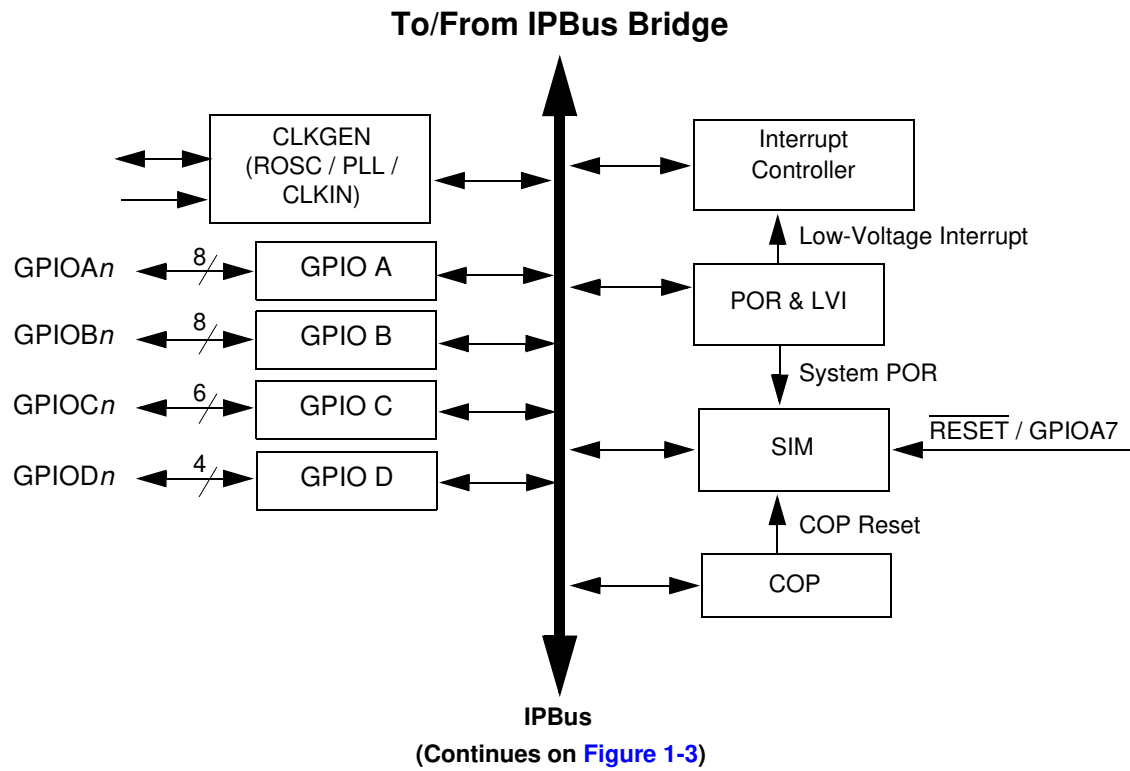 To/From IPBus Bridge
CLKGEN
(ROSC / PLL /
CLKIN)
Interrupt
Controller
Low-Voltage Interrupt
GPIOAn
8
GPIO A
POR & LVI
GPIOBn
8
GPIO B
System POR
GPIOCn
6
GPIO C
SIM
RESET / GPIOA7
GPIODn
4
GPIO D
COP Reset
COP
IPBus
(Continues on Figure 1-3)